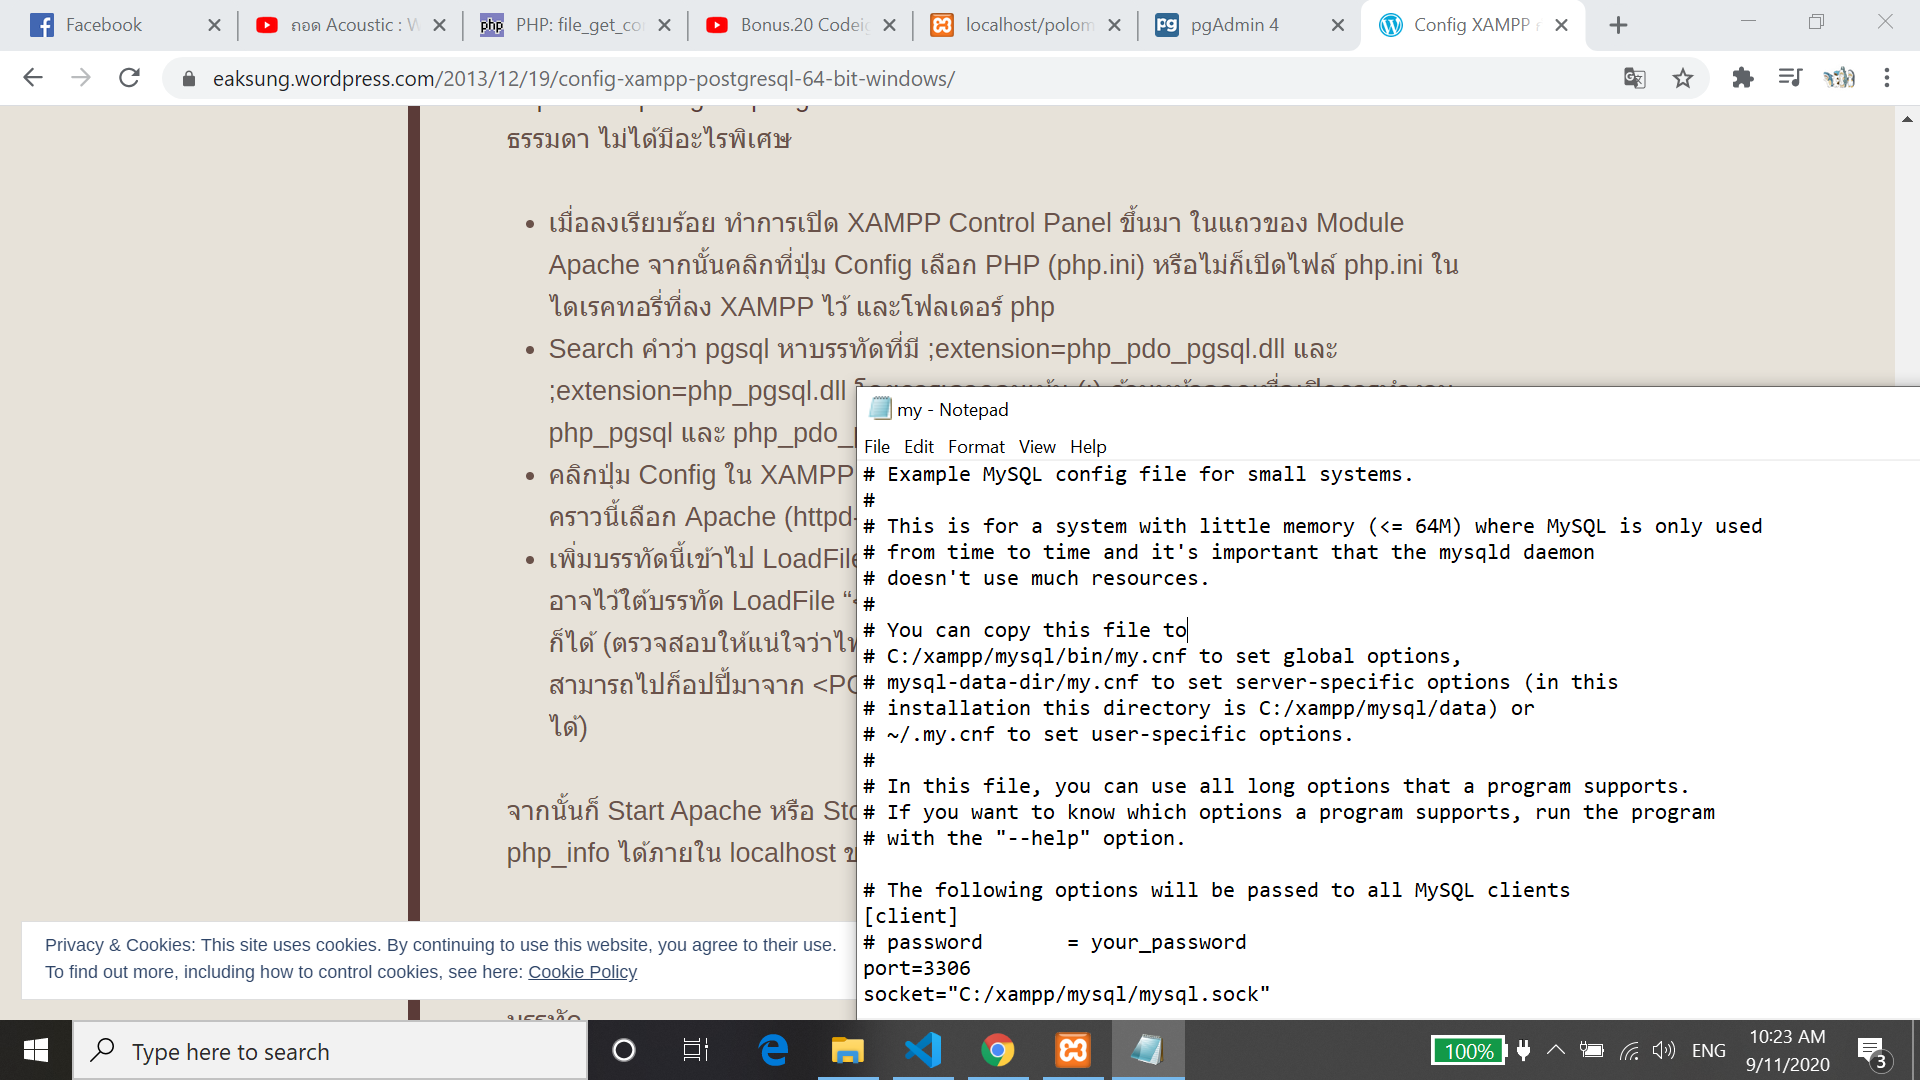 Facebook
ถอด Acoustic : W
PHP: file_get_co
Bonus.20 Codeig
localhost/polom
pgAdmin 4
Config XAMPP
eaksung.wordpress.com/2013/12/19/config-xampp-postgresql-64-bit-windows/
ธรรมดา ไม่ได้มีอะไรพิเศษ
เมื่อลงเรียบร้อย ทำการเปิด XAMPP Control Panel ขึ้นมา ในแถวของ Module
Apache จากนั้นคลิกที่ปุ่ม Config เลือก PHP (php.ini) หรือไม่ก็เปิดไฟล์ php.ini ใน
ไดเรคทอรี่ที่ลง XAMPP ไว้ และโฟลเดอร์ php
Search คำว่า pgsql หาบรรทัดที่มี ;extension=php_pdo_pgsql.dll และ
;extension=php_pgsql.dll
php_pgsql และ php_pdo_p
คลิกปุ่ม Config ใน XAMPP
คราวนี้เลือก Apache (httpd-
เพิ่มบรรทัดนี้เข้าไป LoadFile
อาจไว้ใต้บรรทัด LoadFile “<
ก็ได้ (ตรวจสอบให้แน่ใจว่าไฟ
สามารถไปก็อปปี้มาจาก <PO
ได้)
จากนั้นก็ Start Apache หรือ Sto
php_info ได้ภายใน localhost ข
บรรทัด
Privacy & Cookies: This site uses cookies. By continuing to use this website, you agree to their use.
To find out more, including how to control cookies, see here: Cookie Policy
my - Notepad
File Edit Format View Help
# Example MySQL config file for small systems.
#
# This is for a system with little memory (<= 64M) where MySQL is only used
# from time to time and it's important that the mysqld daemon
# doesn't use much resources.
#
# You can copy this file to
# C:/xampp/mysql/bin/my.cnf to set global options,
# mysql-data-dir/my.cnf to set server-specific options (in this
# installation this directory is C:/xampp/mysql/data) or
# ~/.my.cnf to set user-specific options.
#
# In this file, you can use all long options that a program supports.
# If you want to know which options a program supports, run the program
# with the "--help" option.
# The following options will be passed to all MySQL clients
[client]
# password       = your_password
port=3306
socket="C:/xampp/mysql/mysql.sock"
Type here to search
100%
ENG
10:23 AM
9/11/2020
3